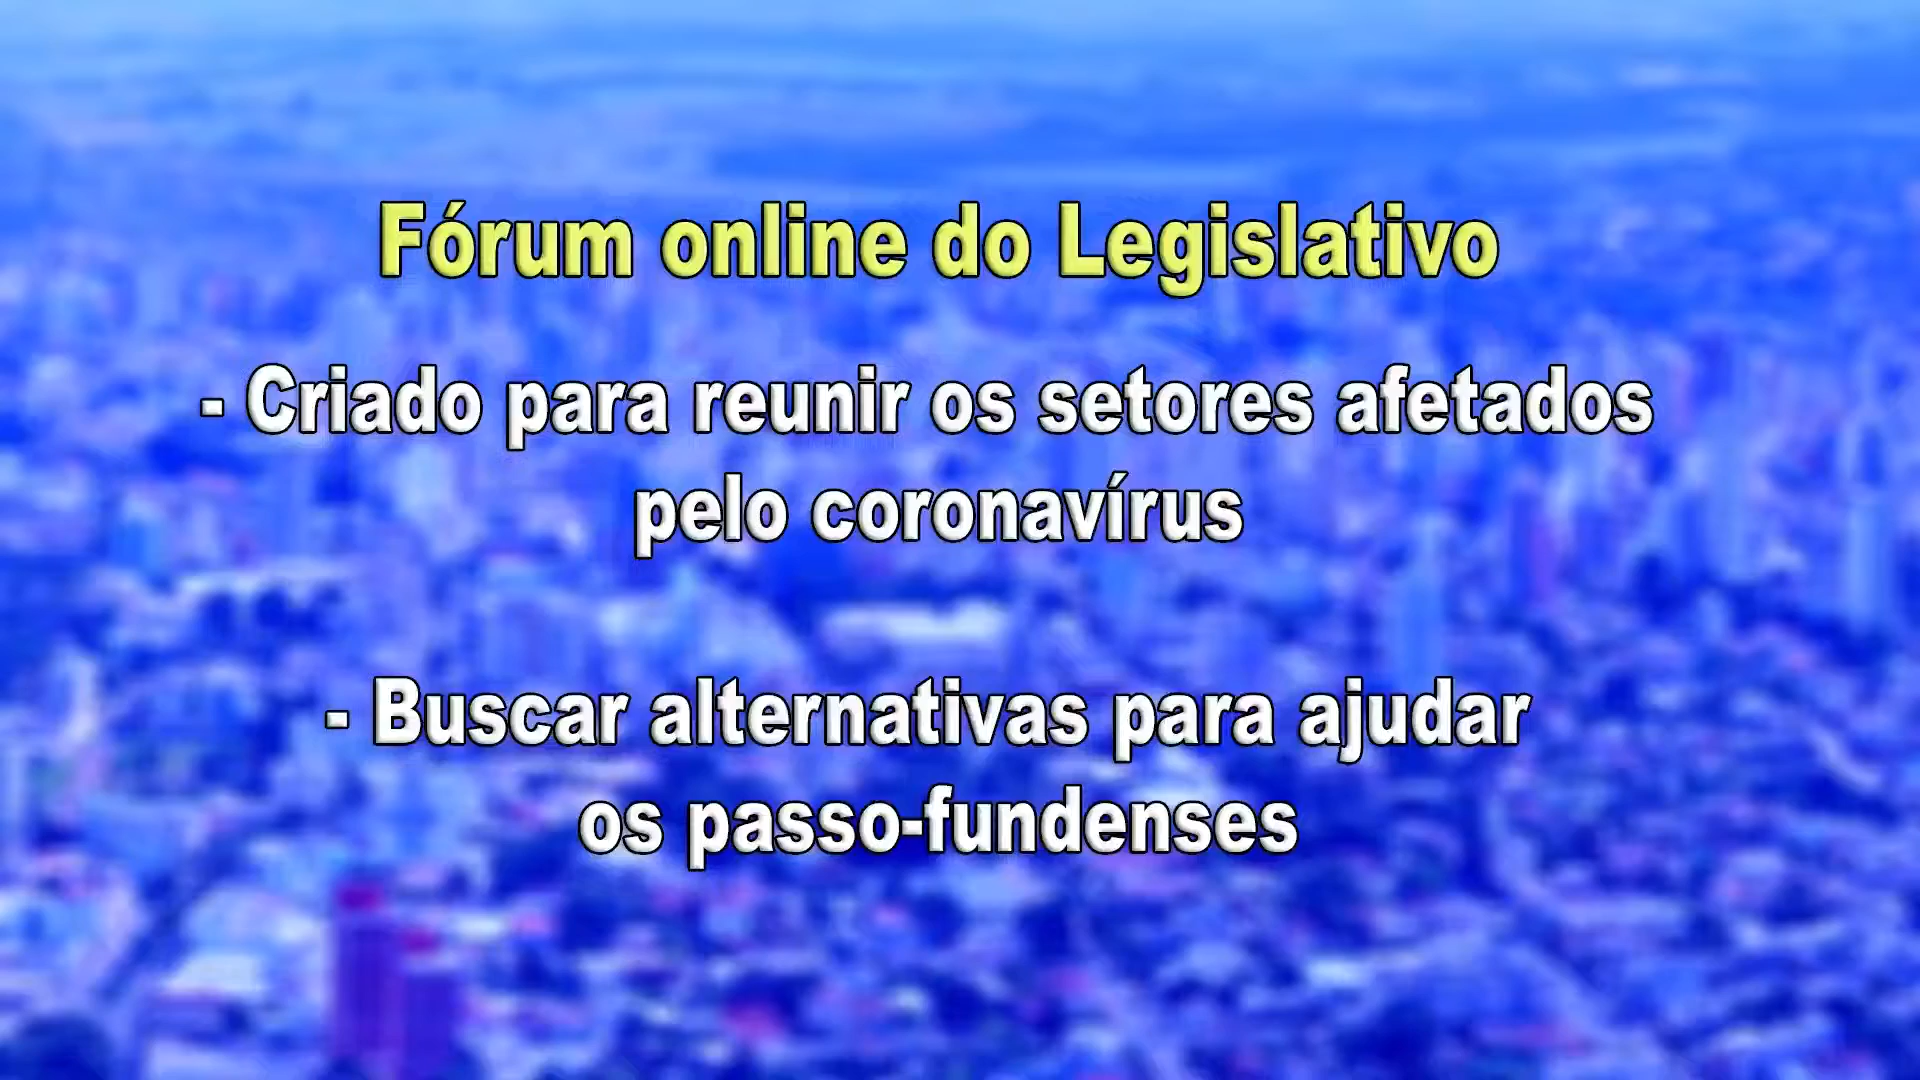 Fórum online do Legislativo
- Criado para reunir os setores afetados
pelo coronavírus
- Buscar alternativas para ajudar
os passo-fundenses